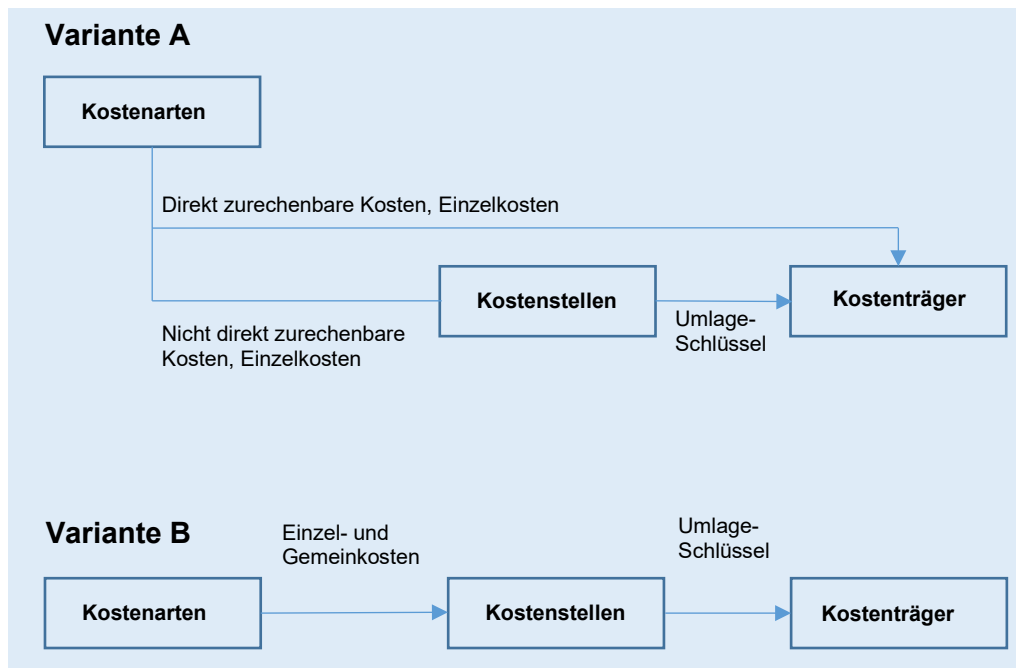 Variante A
Kostenarten
Direkt zurechenbare Kosten, Einzelkosten
Kostenstellen
Kostenträger
Nicht direkt zurechenbare
Kosten, Einzelkosten
Umlage-
Schlüssel
Variante B
Einzel- und
Gemeinkosten
Umlage-
Schlüssel
Kostenarten
Kostenstellen
Kostenträger